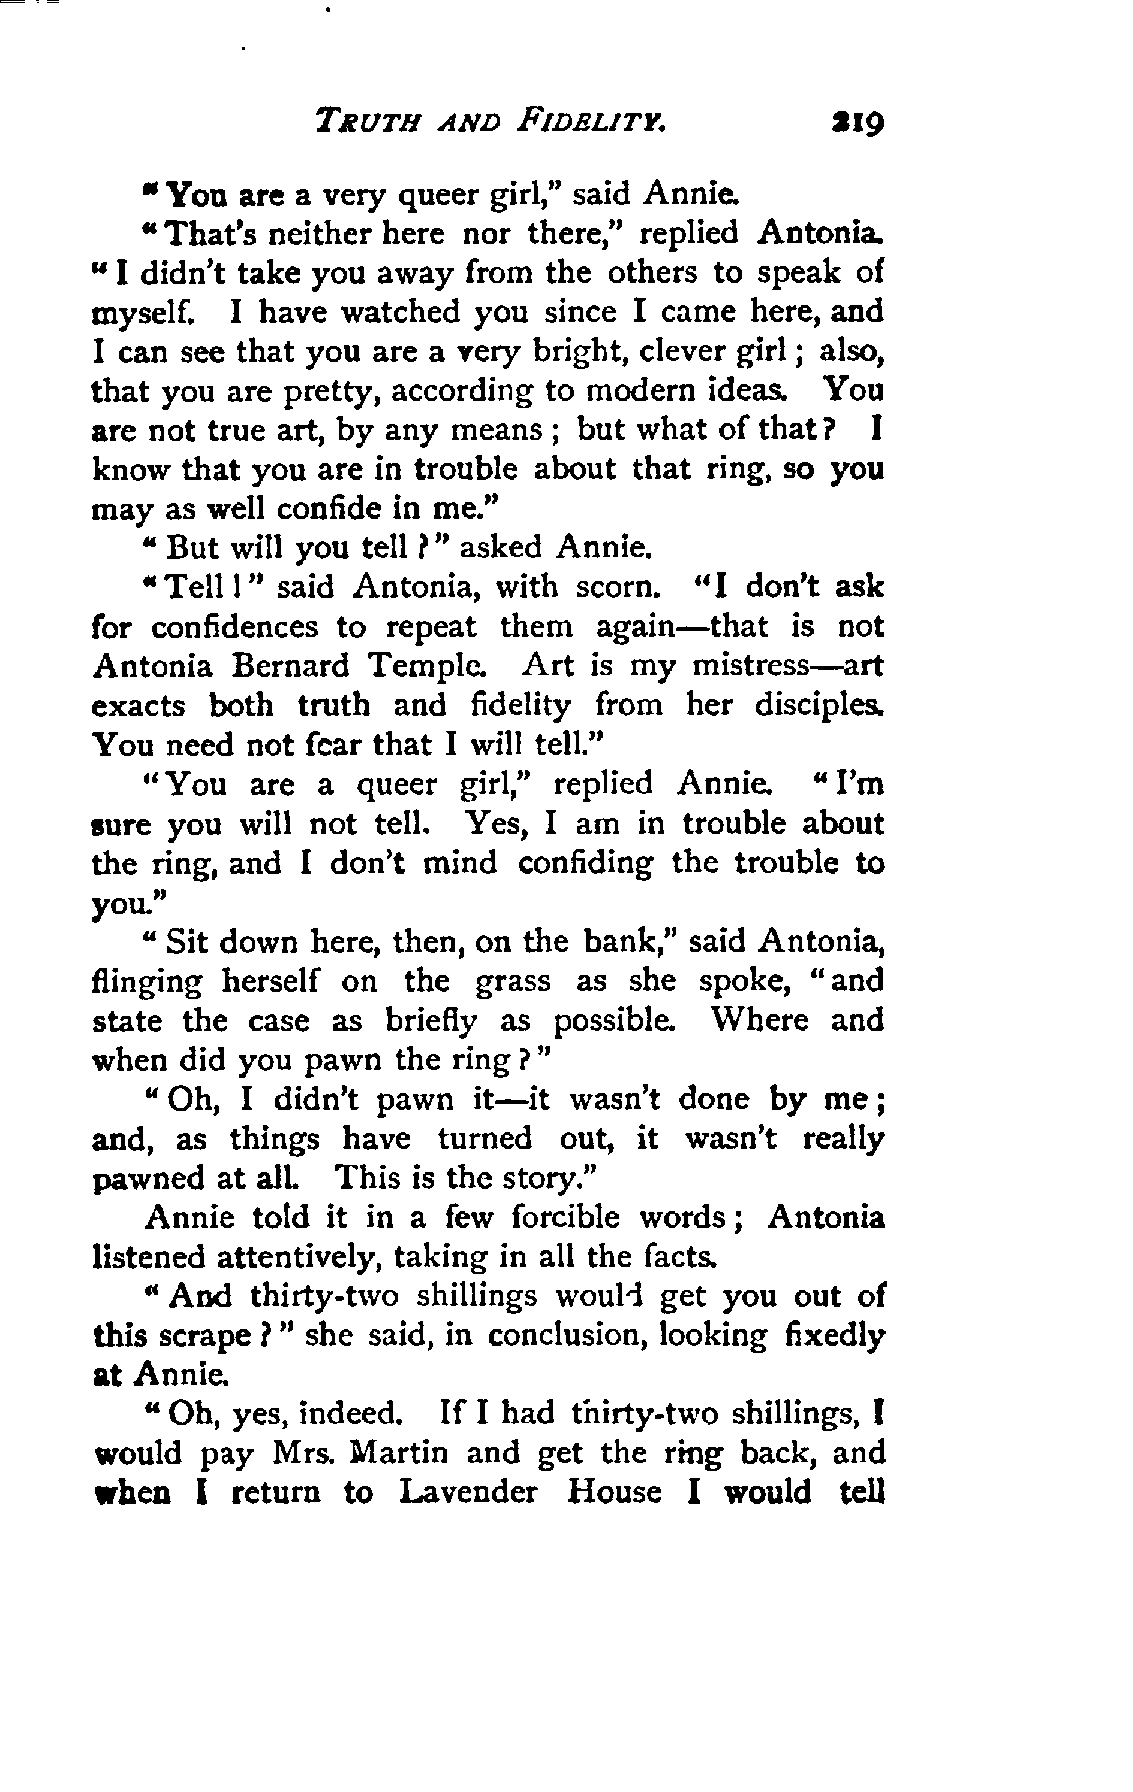 TRUTH AND FIDELITY. 219
"You are a very queer girl," said Annie.
"That's neither here nor there," replied Antonia.
"I didn't take you away from the others to speak of
myself. I have watched you since I came here, and
I can see that you are a very bright, clever girl; also,
that you are pretty, according to modern ideas. You
are not true art, by any means; but what of that? I
know that you are in trouble about that ring, so you
may as well confide in me."
"But will you tell?" asked Annie.
"Tell!" said Antonia, with scorn. "I don't ask
for confidences to repeat them again—that is not
Antonia Bernard Temple. Art is my mistress—art
exacts both truth and fidelity from her disciples.
You need not fear that I will tell."
"You are a queer girl," replied Annie. "I'm
sure you will not tell. Yes, I am in trouble about
the ring, and I don't mind confiding the trouble to
you."
"Sit down here, then, on the bank," said Antonia,
flinging herself on the grass as she spoke, "and
state the case as briefly as possible. Where and
when did you pawn the ring?"
"Oh, I didn't pawn it—it wasn't done by me;
and, as things have turned out, it wasn't really
pawned at all. This is the story."
Annie told it in a few forcible words; Antonia
listened attentively, taking in all the facts.
"And thirty-two shillings would get you out of
this scrape?" she said, in conclusion, looking fixedly
at Annie.
"Oh, yes, indeed. If I had thirty-two shillings, I
would pay Mrs. Martin and get the ring back, and
when I return to Lavender House I would tell